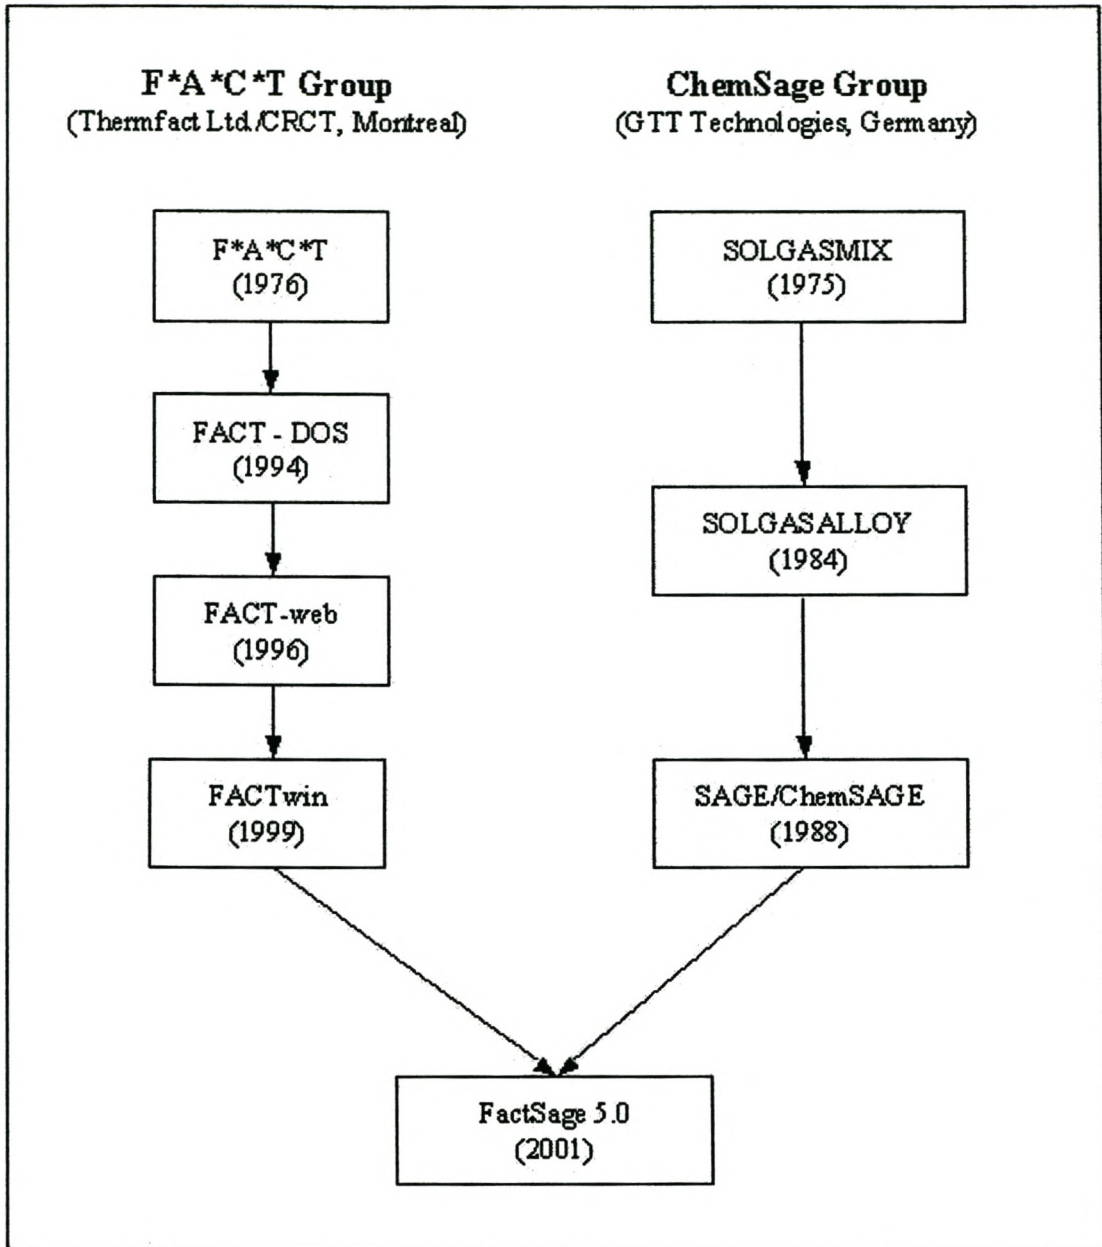 F*A*C*T Group
(Thermfact Ltd./CRCT, Montreal)
F*A*C*T
(1976)
FACT - DOS
(1994)
FACT-web
(1996)
FACTwin
(1999)
ChemSage Group
(GTT Technologies, Germany)
SOLGASMIX
(1975)
SOLGASALLOY
(1984)
SAGE/ChemSAGE
(1988)
FactSage 5.0
(2001)